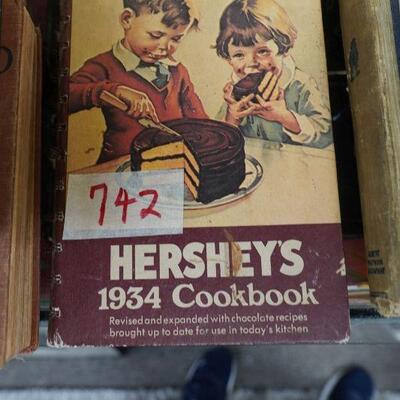 742
HERSHEY'S
1934 Cookbook
Revised and expanded with chocolate recipes
brought up to date for use in today's kitchen